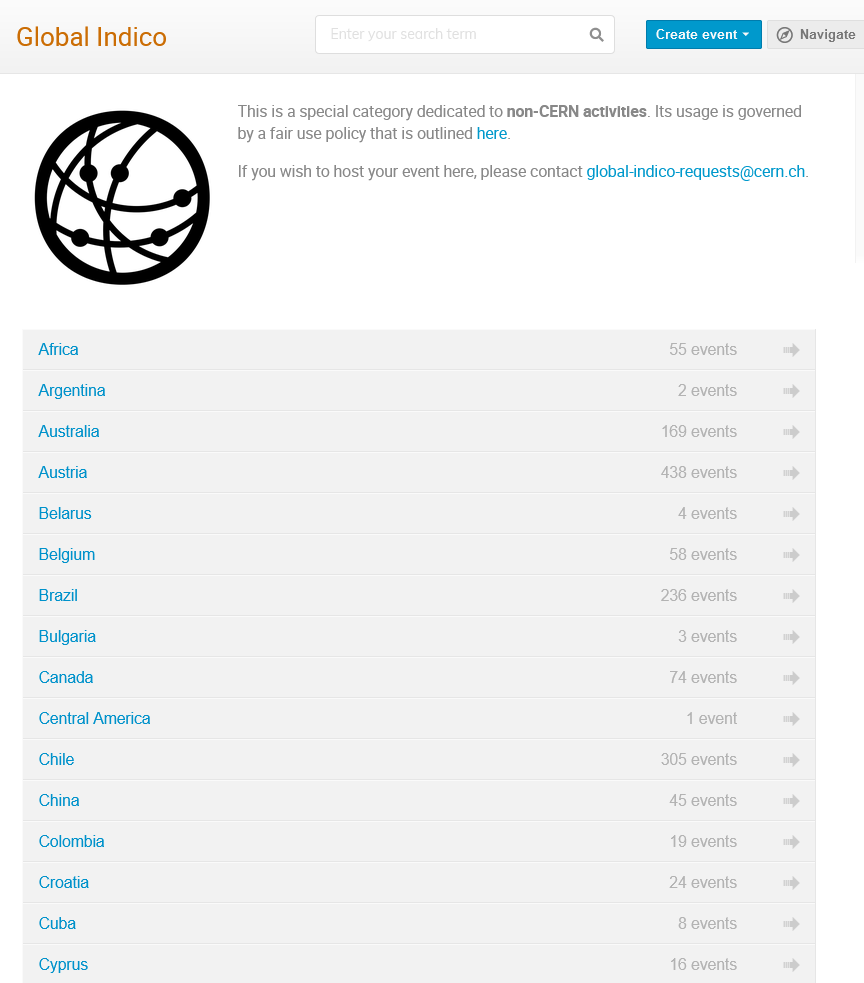 Global Indico
Enter your search term
Create event
Navigate
This is a special category dedicated to non-CERN activities. Its usage is governed
by a fair use policy that is outlined here.
If you wish to host your event here, please contact global-indico-requests@cern.ch.
Africa 55 events
Argentina 2 events
Australia 169 events
Austria 438 events
Belarus 4 events
Belgium 58 events
Brazil 236 events
Bulgaria 3 events
Canada 74 events
Central America 1 event
Chile 305 events
China 45 events
Colombia 19 events
Croatia 24 events
Cuba 8 events
Cyprus 16 events